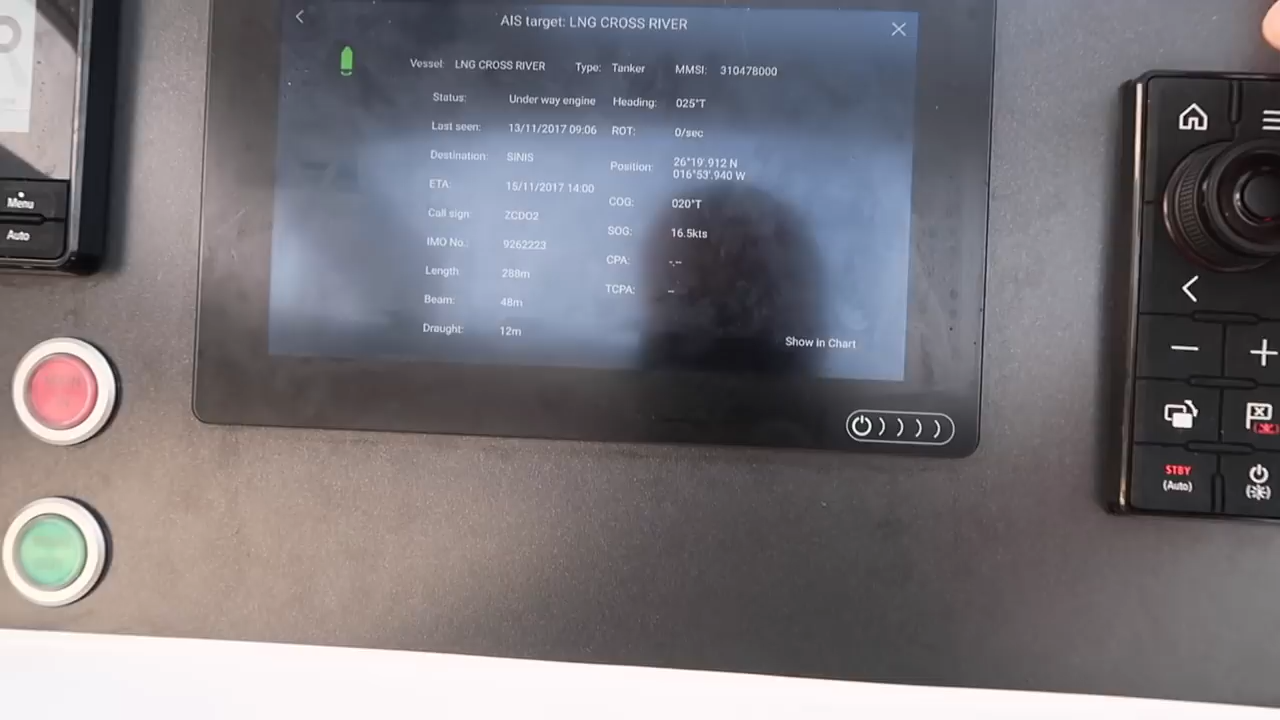 AIS target: LNG CROSS RIVER
Vessel: LNG CROSS RIVER Type: Tanker MMSI: 310478000
Status: Under way engine Heading: 025°T
Last seen: 13/11/2017 09:06 ROT: 0/sec
Destination: SINIS Position: 26°19'.912 N
016°53'.940 W
ETA: 15/11/2017 14:00 COG: 020°T
Call sign: ZCDO2 SOG: 16.5kts
IMO No.: 9262223 CPA: -.--
Length 288m TCPA: --
Beam: 48m
Draught: 12m
Show in Chart
Menu
Auto
STBY
(Auto)